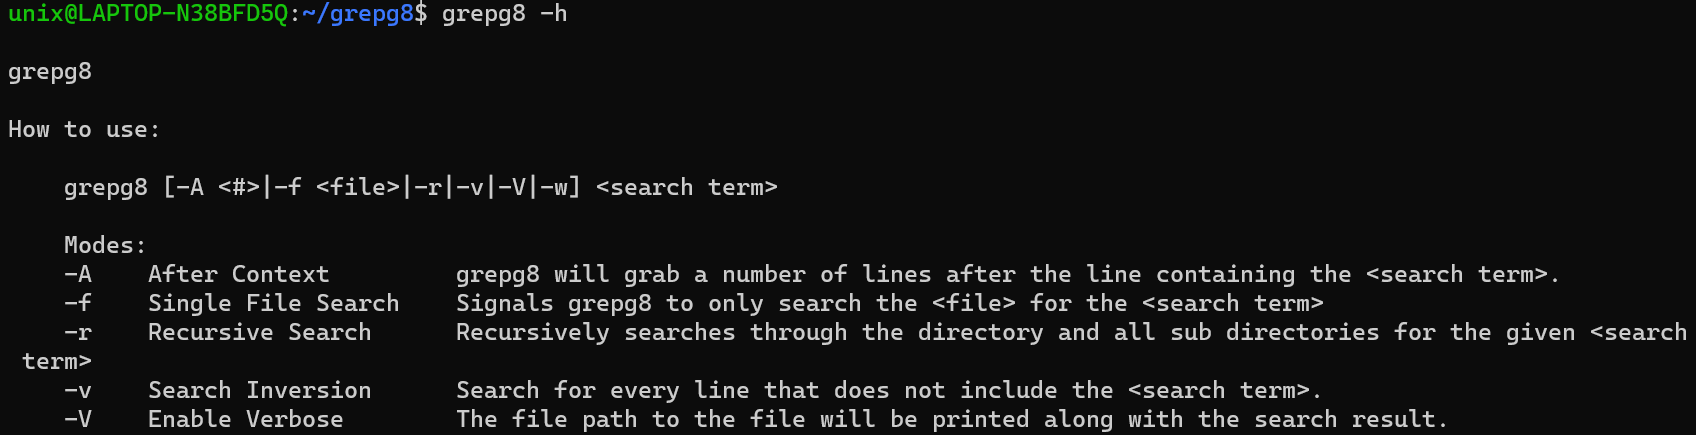 unix@LAPTOP-N38BFD5Q:~/grepg8$ grepg8 -h
grepg8
How to use:
grepg8 [-A <#>|-f <file>|-r|-v|-V|-w] <search term>
Modes:
-A    After Context         grepg8 will grab a number of lines after the line containing the <search term>.
-f    Single File Search    Signals grepg8 to only search the <file> for the <search term>
-r    Recursive Search      Recursively searches through the directory and all sub directories for the given <search
term>
-v    Search Inversion      Search for every line that does not include the <search term>.
-V    Enable Verbose        The file path to the file will be printed along with the search result.